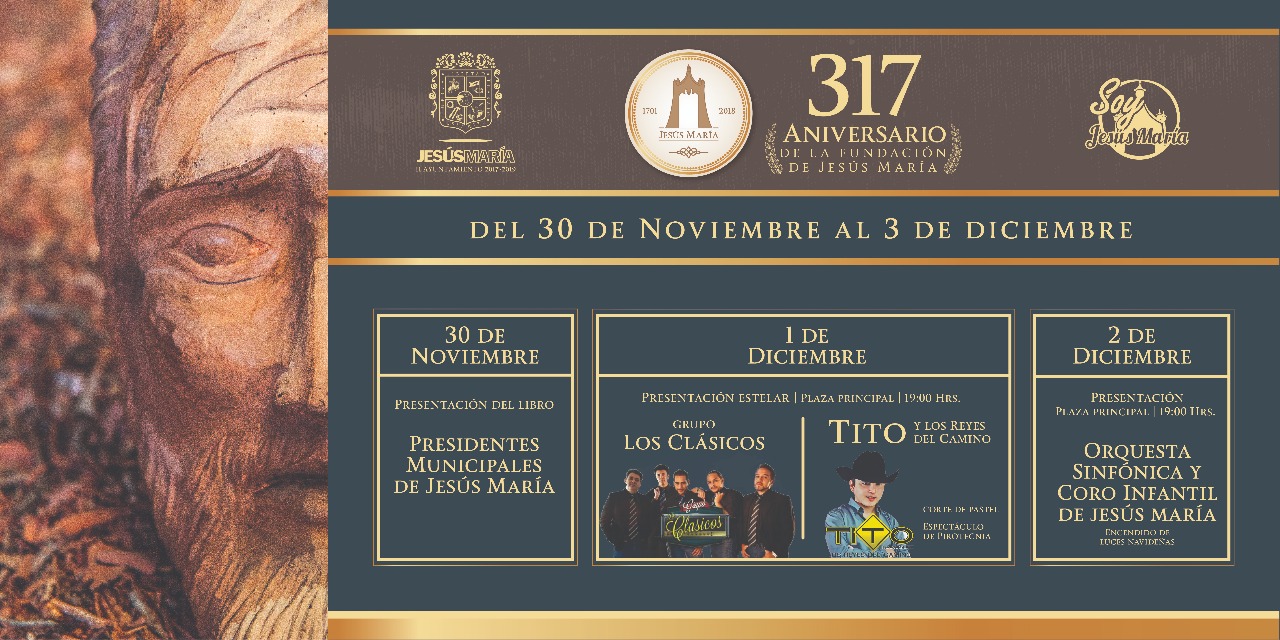 JESÚSMARÍA
H. AYUNTAMIENTO 2017-2019
1701
2018
JESÚS MARÍA
317
ANIVERSARIO
DE LA FUNDACIÓN
DE JESÚS MARÍA
Soy
Jesús María
DEL 30 DE NOVIEMBRE AL 3 DE DICIEMBRE
30 DE
NOVIEMBRE
PRESENTACIÓN DEL LIBRO
PRESIDENTES
MUNICIPALES
DE JESÚS MARÍA
1 DE
DICIEMBRE
PRESENTACIÓN ESTELAR | PLAZA PRINCIPAL | 19:00 HRS.
GRUPO
LOS CLÁSICOS
Grupo
Clasicos
TITO Y LOS REYES
DEL CAMINO
TITO
CORTE DE PASTEL
ESPECTÁCULO
DE PIROTECNIA
2 DE
DICIEMBRE
PRESENTACIÓN
PLAZA PRINCIPAL | 19:00 HRS.
ORQUESTA
SINFÓNICA Y
CORO INFANTIL
DE JESÚS MARÍA
ENCENDIDO DE
LUCES NAVIDEÑAS